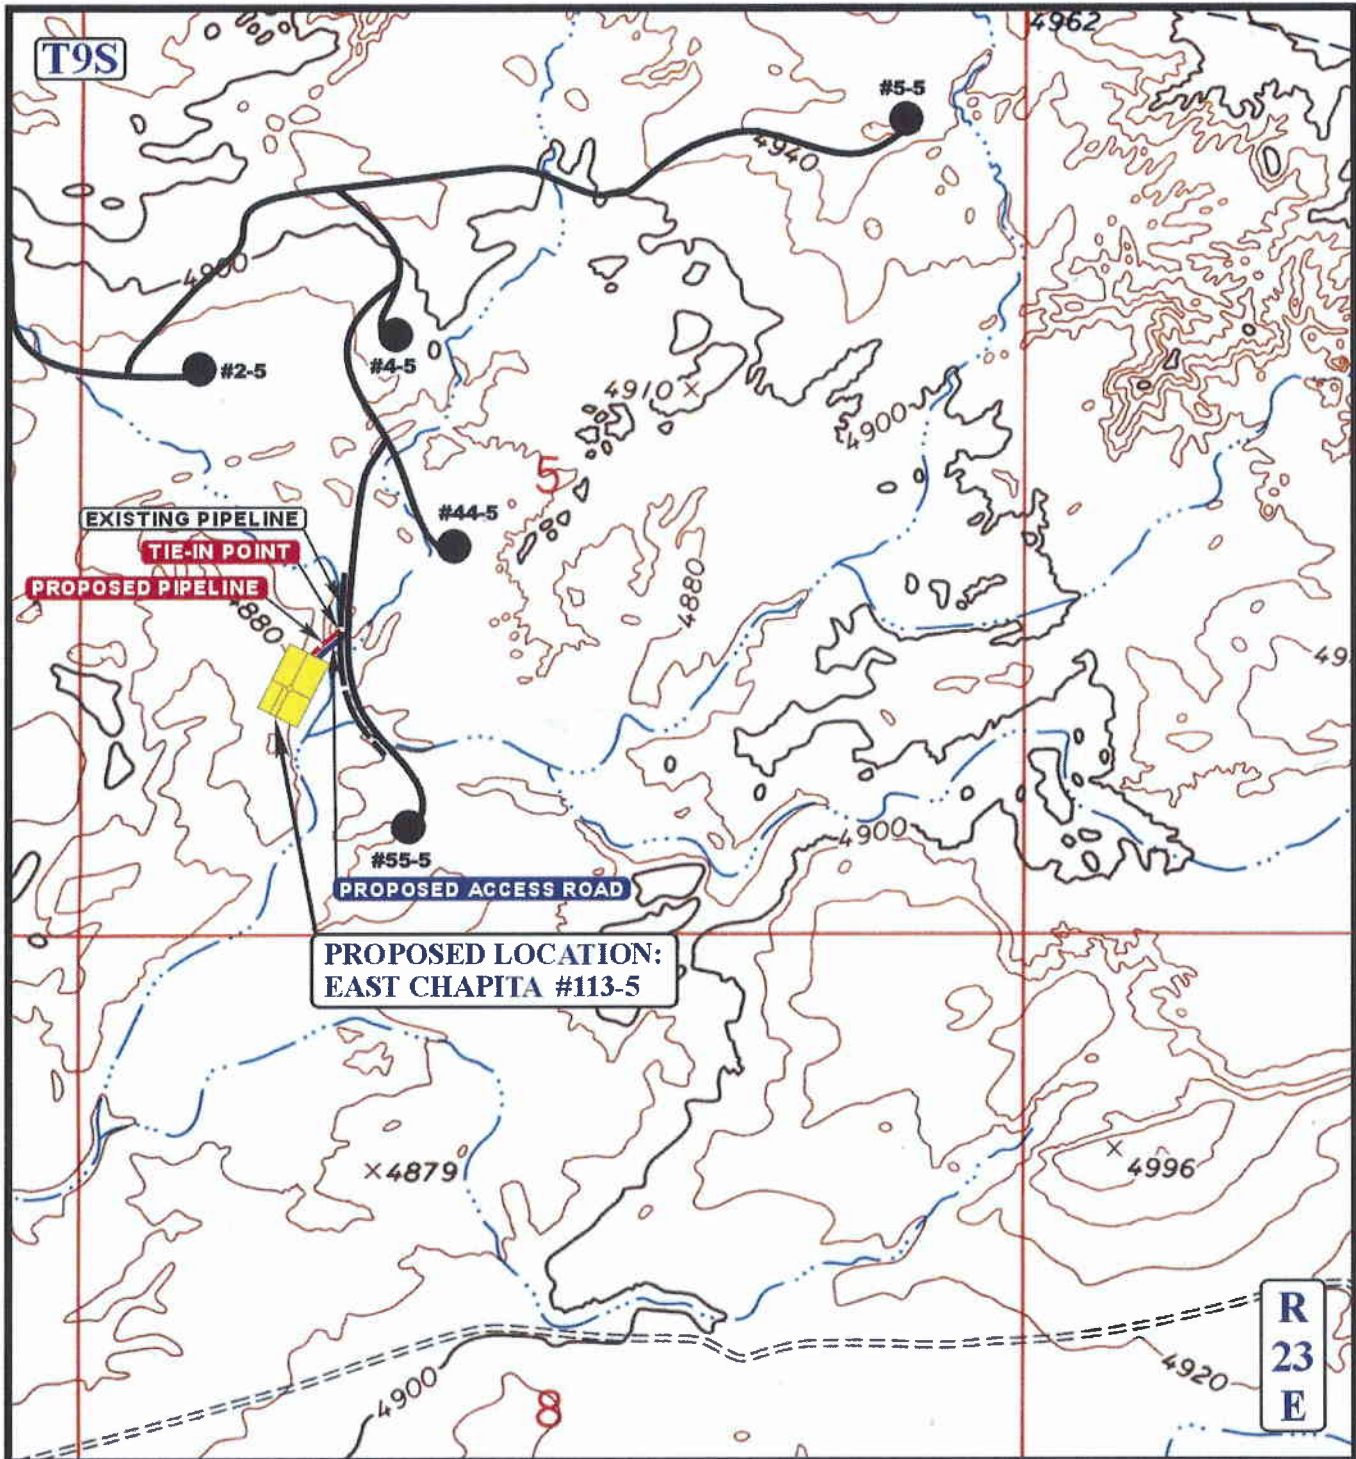 T9S
4962
#5-5
4940
4900
#2-5
#4-5
4910
4900
5
#44-5
EXISTING PIPELINE
TIE-IN POINT
PROPOSED PIPELINE
4880
4880
49
4900
#55-5
PROPOSED ACCESS ROAD
PROPOSED LOCATION:
EAST CHAPITA #113-5
×4879
4996
R
23
E
4920
4900
8